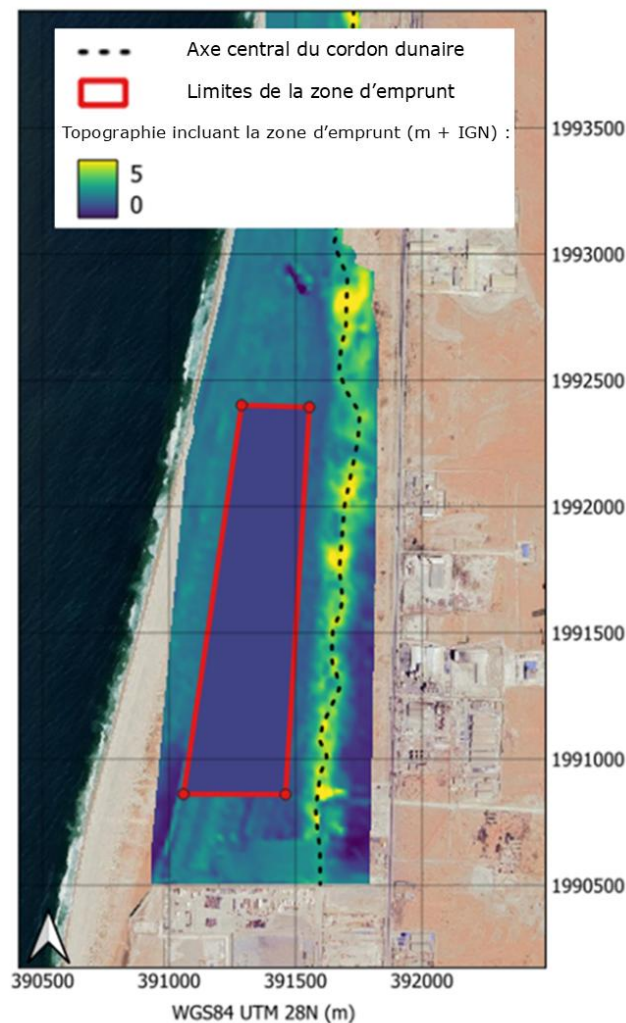 Axe central du cordon dunaire
Limites de la zone d’emprunt
Topographie incluant la zone d’emprunt (m + IGN) :
5
0
1993500
1993000
1992500
1992000
1991500
1991000
1990500
390500 391000 391500 392000
WGS84 UTM 28N (m)